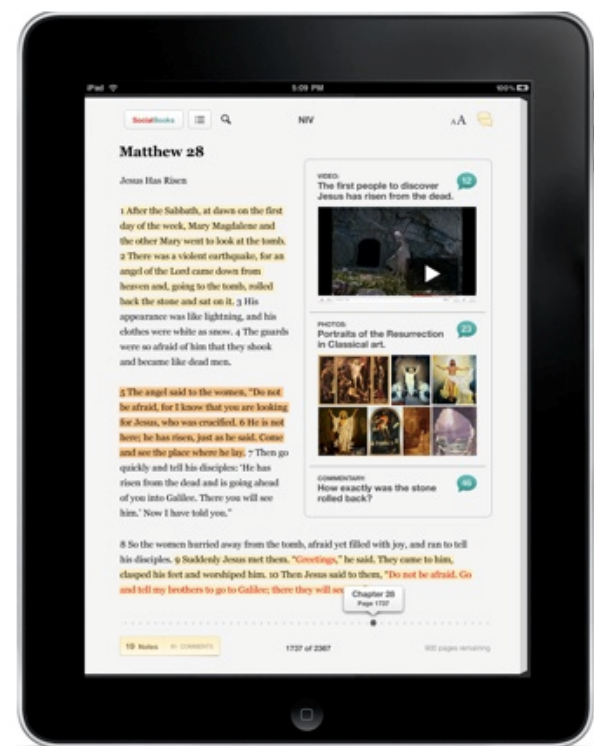 iPad
5:09 PM
100%
SocialBooks
NIV
AA
Matthew 28
Jesus Has Risen
1 After the Sabbath, at dawn on the first
day of the week, Mary Magdalene and
the other Mary went to look at the tomb.
2 There was a violent earthquake, for an
angel of the Lord came down from
heaven and, going to the tomb, rolled
back the stone and sat on it. 3 His
appearance was like lightning, and his
clothes were white as snow. 4 The guards
were so afraid of him that they shook
and became like dead men.
5 The angel said to the women, "Do not
be afraid, for I know that you are looking
for Jesus, who was crucified. 6 He is not
here; he has risen, just as he said. Come
and see the place where he lay. 7 Then go
quickly and tell his disciples: 'He has
risen from the dead and is going ahead
of you into Galilee. There you will see
him.' Now I have told you."
VIDEO:
The first people to discover
Jesus has risen from the dead.
12
PHOTOS:
Portraits of the Resurrection
in Classical art.
23
COMMENTARY:
How exactly was the stone
rolled back?
46
8 So the women hurried away from the tomb, afraid yet filled with joy, and ran to tell
his disciples. 9 Suddenly Jesus met them. "Greetings," he said. They came to him,
clasped his feet and worshiped him. 10 Then Jesus said to them, "Do not be afraid. Go
and tell my brothers to go to Galilee; there they will see
Chapter 28
Page 1737
19 Notes
COMMENTS
1737 of 2387
pages remaining